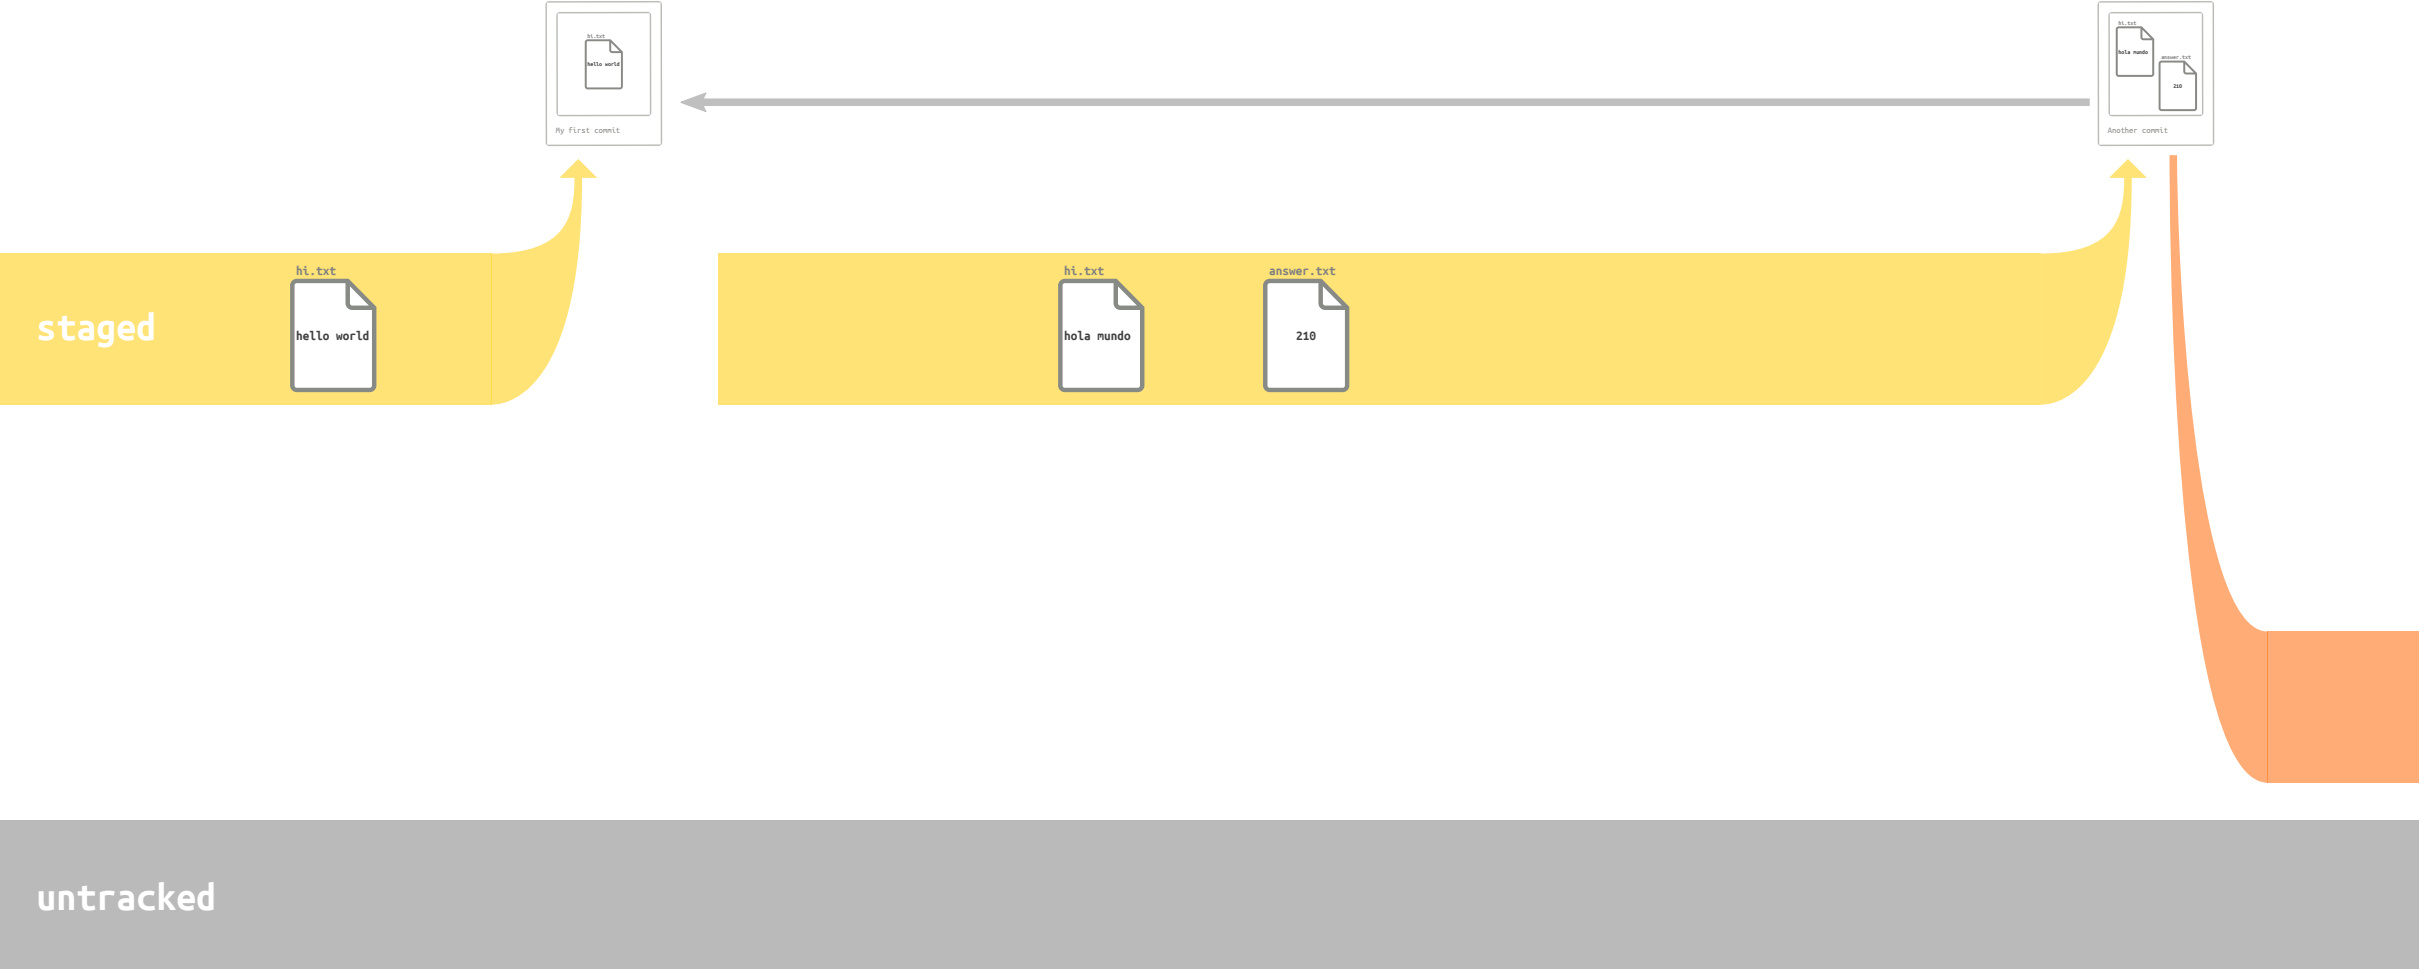 hi.txt
hello world
My first commit
hi.txt
hola mundo
answer.txt
210
Another commit
staged
hi.txt
hello world
hi.txt
hola mundo
answer.txt
210
untracked